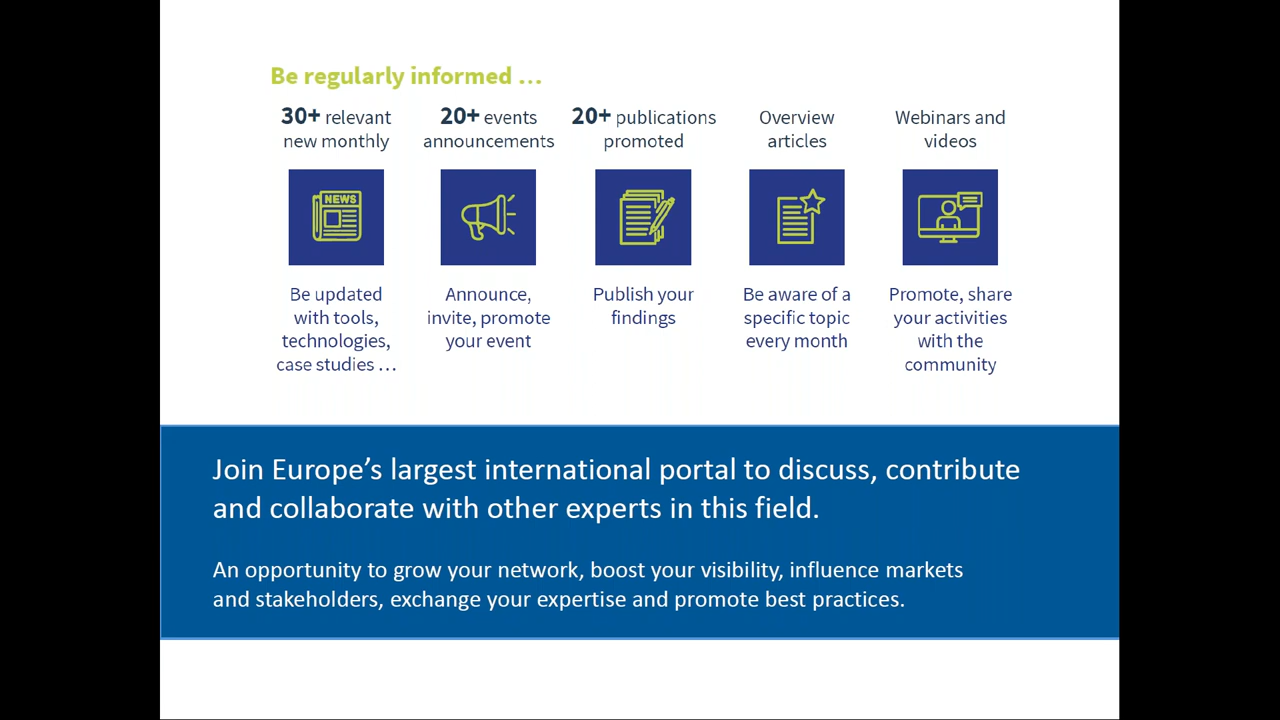 Be regularly informed …
30+ relevant
new monthly
20+ events
announcements
20+ publications
promoted
Overview
articles
Webinars and
videos
NEWS
Be updated
with tools,
technologies,
case studies …
Announce,
invite, promote
your event
Publish your
findings
Be aware of a
specific topic
every month
Promote, share
your activities
with the
community
Join Europe’s largest international portal to discuss, contribute
and collaborate with other experts in this field.
An opportunity to grow your network, boost your visibility, influence markets
and stakeholders, exchange your expertise and promote best practices.